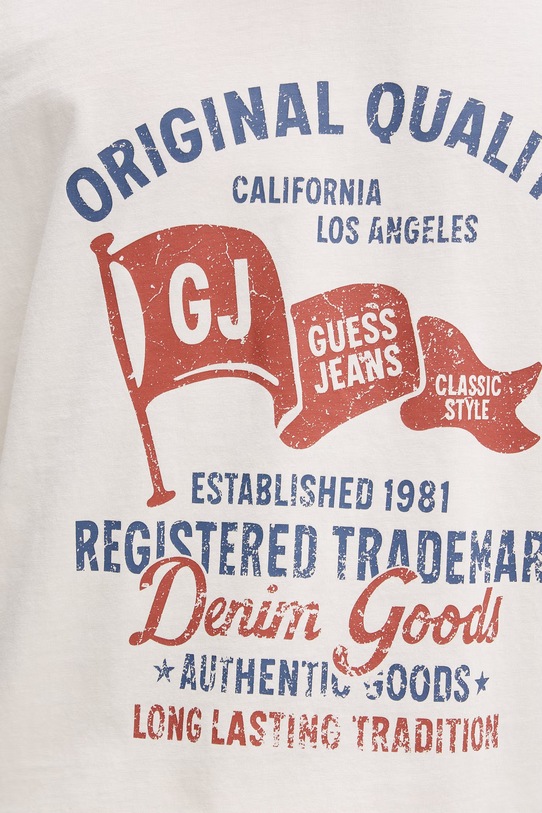 ORIGINAL QUALI
CALIFORNIA
LOS ANGELES
GJ
GUESS
JEANS
CLASSIC
STYLE
ESTABLISHED 1981
REGISTERED TRADEMAR
Denim Goods
★AUTHENTIC GOODS★
LONG LASTING TRADITION